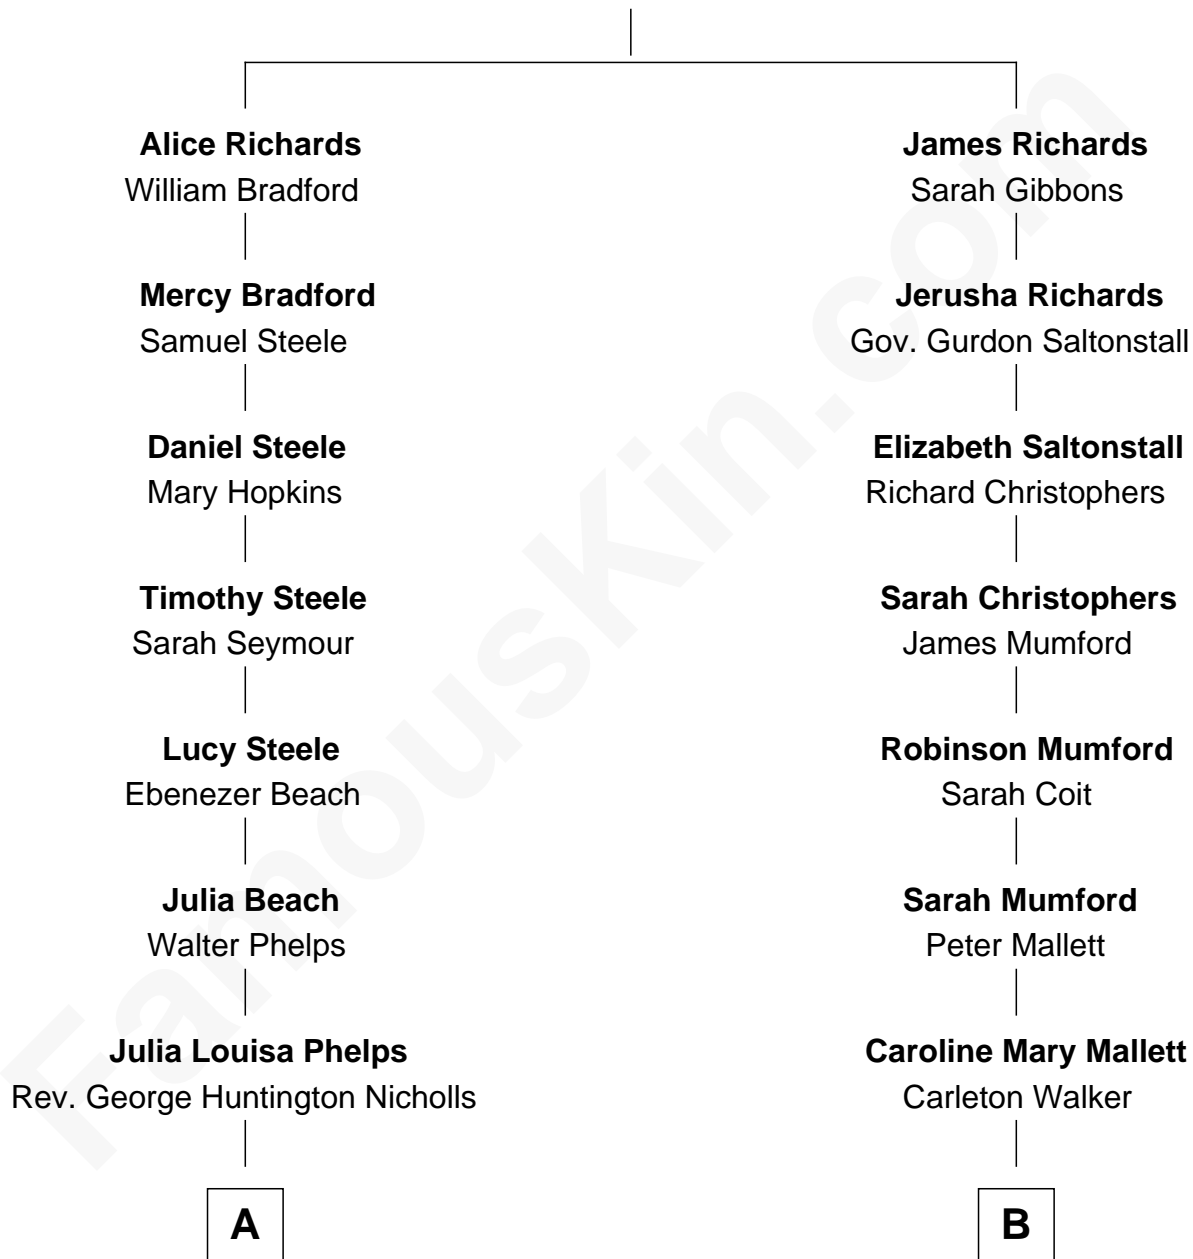 Alice Richards
William Bradford
Mercy Bradford
Samuel Steele
Daniel Steele
Mary Hopkins
Timothy Steele
Sarah Seymour
Lucy Steele
Ebenezer Beach
Julia Beach
Walter Phelps
Julia Louisa Phelps
Rev. George Huntington Nicholls
A
James Richards
Sarah Gibbons
Jerusha Richards
Gov. Gurdon Saltonstall
Elizabeth Saltonstall
Richard Christophers
Sarah Christophers
James Mumford
Robinson Mumford
Sarah Coit
Sarah Mumford
Peter Mallett
Caroline Mary Mallett
Carleton Walker
B
FamousKin.com